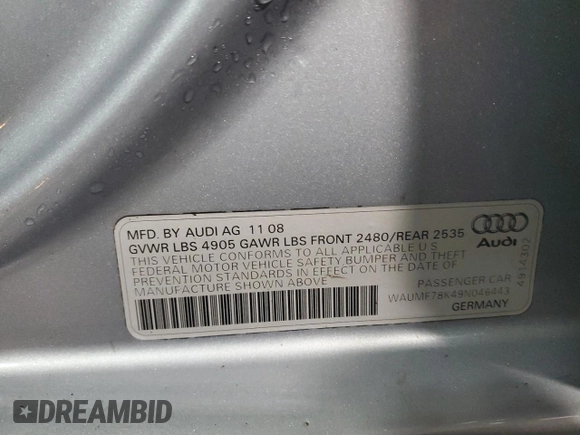 MFD. BY AUDI AG 11 08
GVWR LBS 4905 GAWR LBS FRONT 2480/REAR 2535
THIS VEHICLE CONFORMS TO ALL APPLICABLE U S
FEDERAL MOTOR VEHICLE SAFETY,BUMPER AND THEFT
PREVENTION STANDARDS IN EFFECT ON THE DATE OF
MANUFACTURE SHOWN ABOVE
Audi
4914302
PASSENGER CAR
WAUMF78K49N046443
GERMANY
DREAMBID